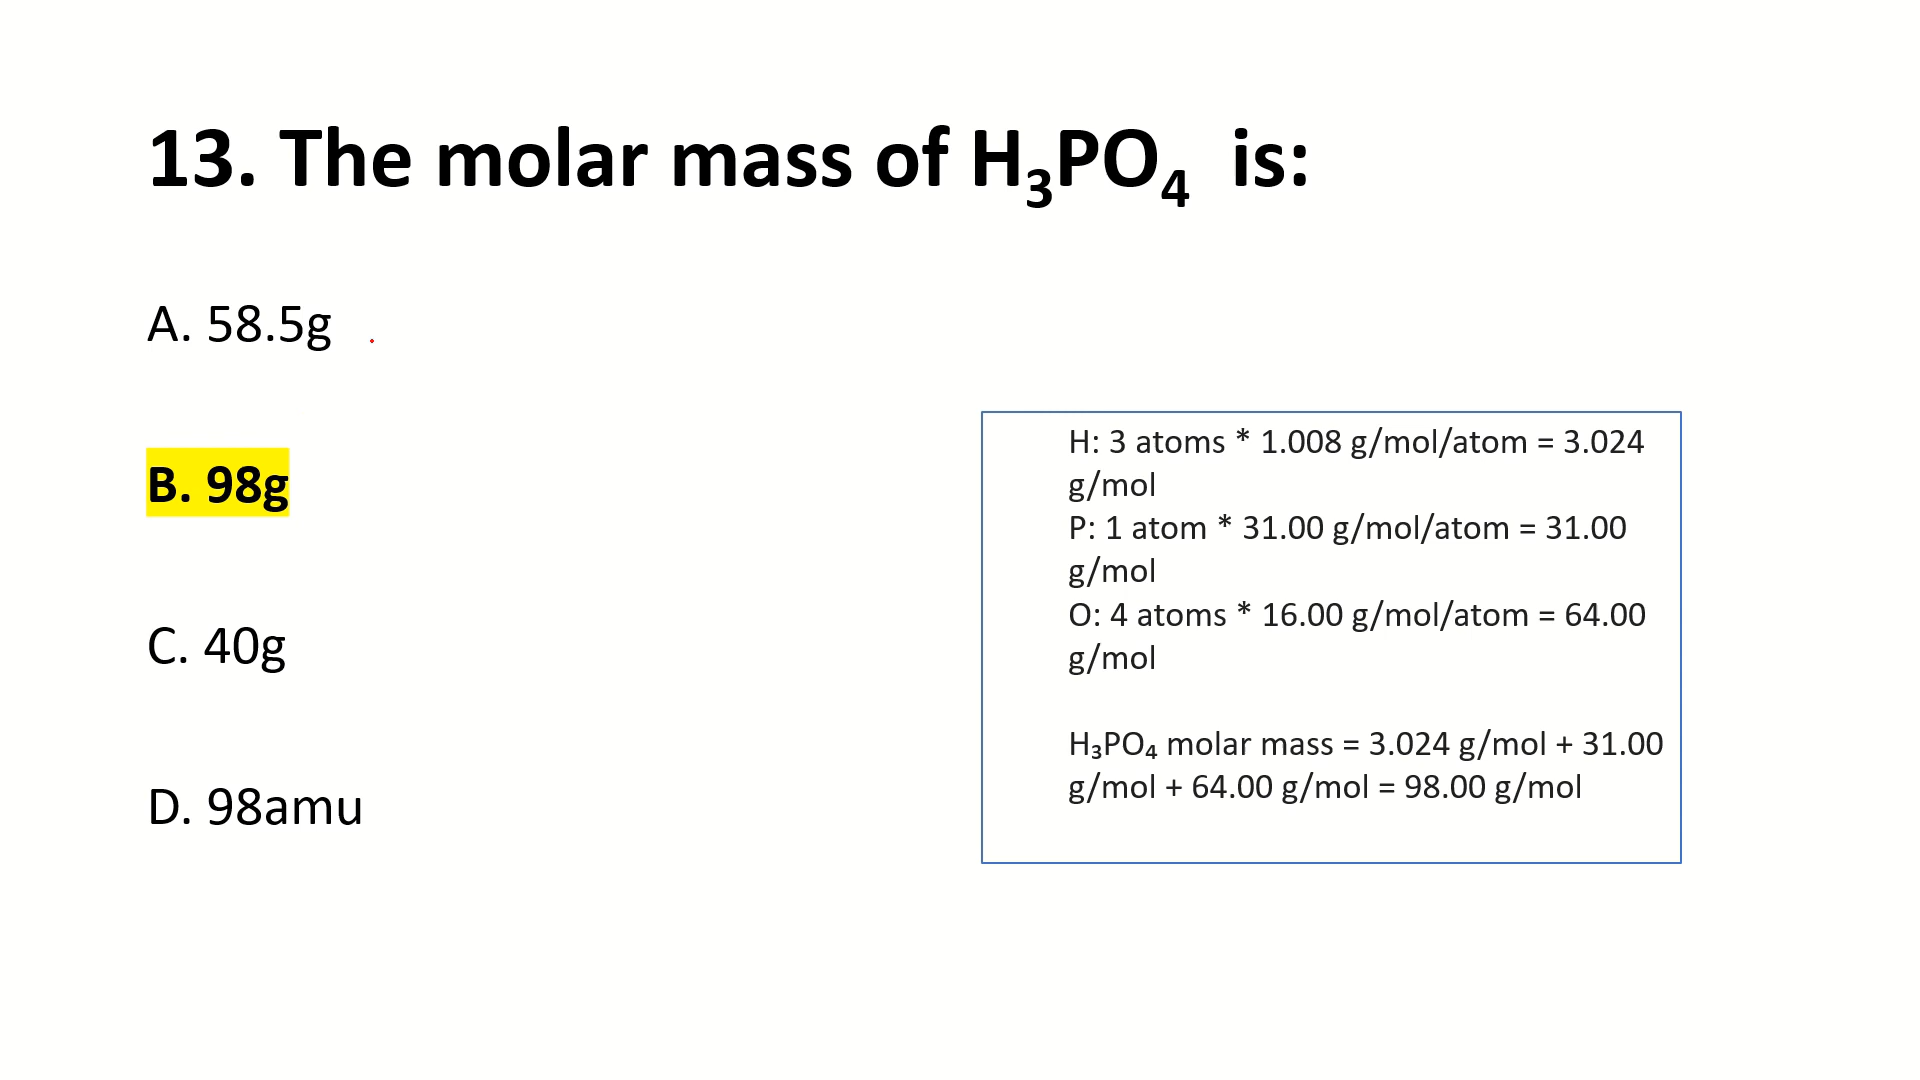 13. The molar mass of H₃PO₄ is:
A. 58.5g
B. 98g
C. 40g
D. 98amu
H: 3 atoms * 1.008 g/mol/atom = 3.024
g/mol
P: 1 atom * 31.00 g/mol/atom = 31.00
g/mol
O: 4 atoms * 16.00 g/mol/atom = 64.00
g/mol
H₃PO₄ molar mass = 3.024 g/mol + 31.00
g/mol + 64.00 g/mol = 98.00 g/mol